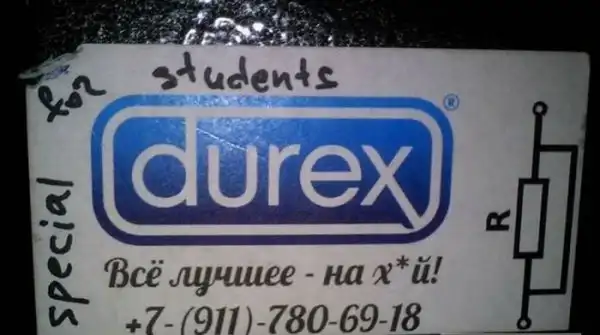 special for
students
durex®
Всё лучшее - на х*й!
+7-(911)-780-69-18
R